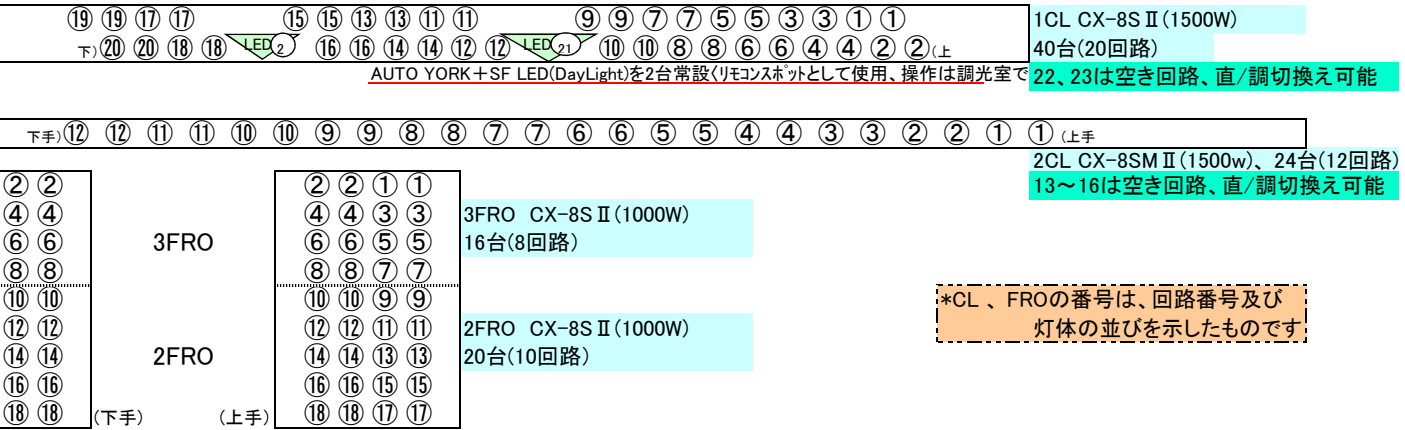 ⑲ ⑲ ⑰ ⑰ ⑮ ⑮ ⑬ ⑬ ⑪ ⑪ ⑨ ⑨ ⑦ ⑦ ⑤ ⑤ ③ ③ ① ①
下) ⑳ ⑳ ⑱ ⑱ LED 2 ⑯ ⑯ ⑭ ⑭ ⑫ ⑫ LED 21 ⑩ ⑩ ⑧ ⑧ ⑥ ⑥ ④ ④ ② ② (上
1CL CX-8SⅡ(1500W)
40台(20回路)
AUTO YORK+SF LED(DayLight)を2台常設〈リモコンスポットとして使用、操作は調光室で
22、23は空き回路、直/調切換え可能
下手) ⑫ ⑫ ⑪ ⑪ ⑩ ⑩ ⑨ ⑨ ⑧ ⑧ ⑦ ⑦ ⑥ ⑥ ⑤ ⑤ ④ ④ ③ ③ ② ② ① ① (上手
2CL CX-8SMⅡ(1500w)、24台(12回路)
13～16は空き回路、直/調切換え可能
② ② ② ② ① ①
④ ④ ④ ④ ③ ③ 3FRO CX-8SⅡ(1000W)
⑥ ⑥ 3FRO ⑥ ⑥ ⑤ ⑤ 16台(8回路)
⑧ ⑧ ⑧ ⑧ ⑦ ⑦
⑩ ⑩ ⑩ ⑩ ⑨ ⑨
⑫ ⑫ ⑫ ⑫ ⑪ ⑪ 2FRO CX-8SⅡ(1000W)
⑭ ⑭ 2FRO ⑭ ⑭ ⑬ ⑬ 20台(10回路)
⑯ ⑯ ⑯ ⑯ ⑮ ⑮
⑱ ⑱ (下手) (上手) ⑱ ⑱ ⑰ ⑰
*CL 、FROの番号は、回路番号及び
灯体の並びを示したものです